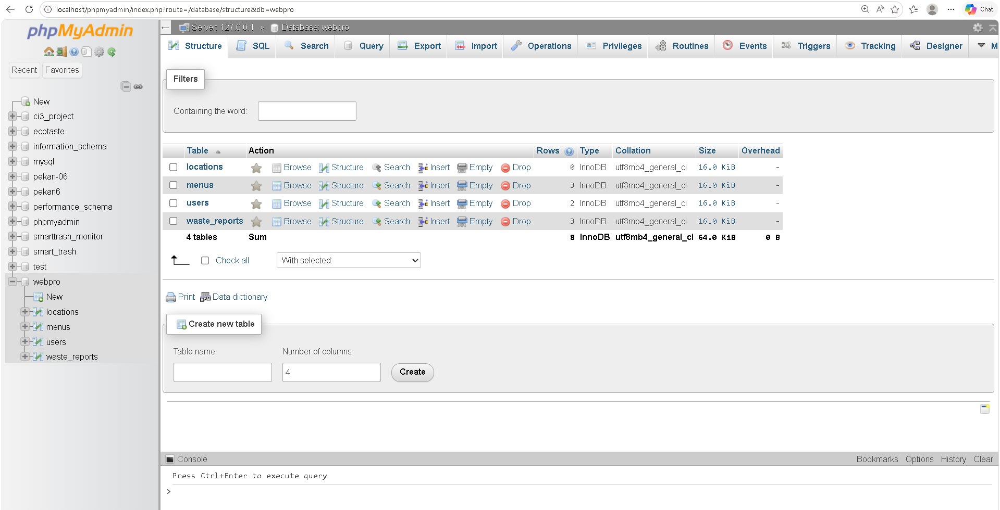 localhost/phpmyadmin/index.php?route=/database/structure&db=webpro
Chat
phpMyAdmin
Recent
Favorites
New
ci3_project
ecotaste
information_schema
mysql
pekan-06
pekan6
performance_schema
phpmyadmin
smarttrash_monitor
smart_trash
test
webpro
New
locations
menus
users
waste_reports
Server: 127.0.0.1 » Database: webpro
Structure SQL Search Query Export Import Operations Privileges Routines Events Triggers Tracking Designer M
Filters
Containing the word:
Table Action Rows Type Collation Size Overhead
locations Browse Structure Search Insert Empty Drop 0 InnoDB utf8mb4_general_ci 16.0 KiB -
menus Browse Structure Search Insert Empty Drop 3 InnoDB utf8mb4_general_ci 16.0 KiB -
users Browse Structure Search Insert Empty Drop 2 InnoDB utf8mb4_general_ci 16.0 KiB -
waste_reports Browse Structure Search Insert Empty Drop 3 InnoDB utf8mb4_general_ci 16.0 KiB -
4 tables Sum 8 InnoDB utf8mb4_general_ci 64.0 KiB 0 B
Check all With selected:
Print Data dictionary
Create new table
Table name Number of columns
4 Create
Console Bookmarks Options History Clear
Press Ctrl+Enter to execute query
>